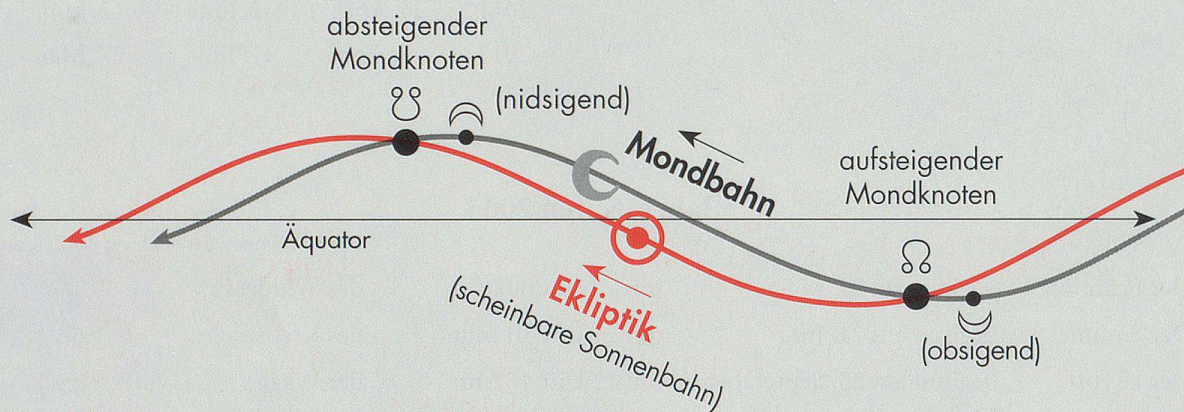 absteigender
Mondknoten
☋
(nidsigend)
Mondbahn
aufsteigender
Mondknoten
Äquator
☊
Ekliptik
(scheinbare Sonnenbahn)
(obsigend)